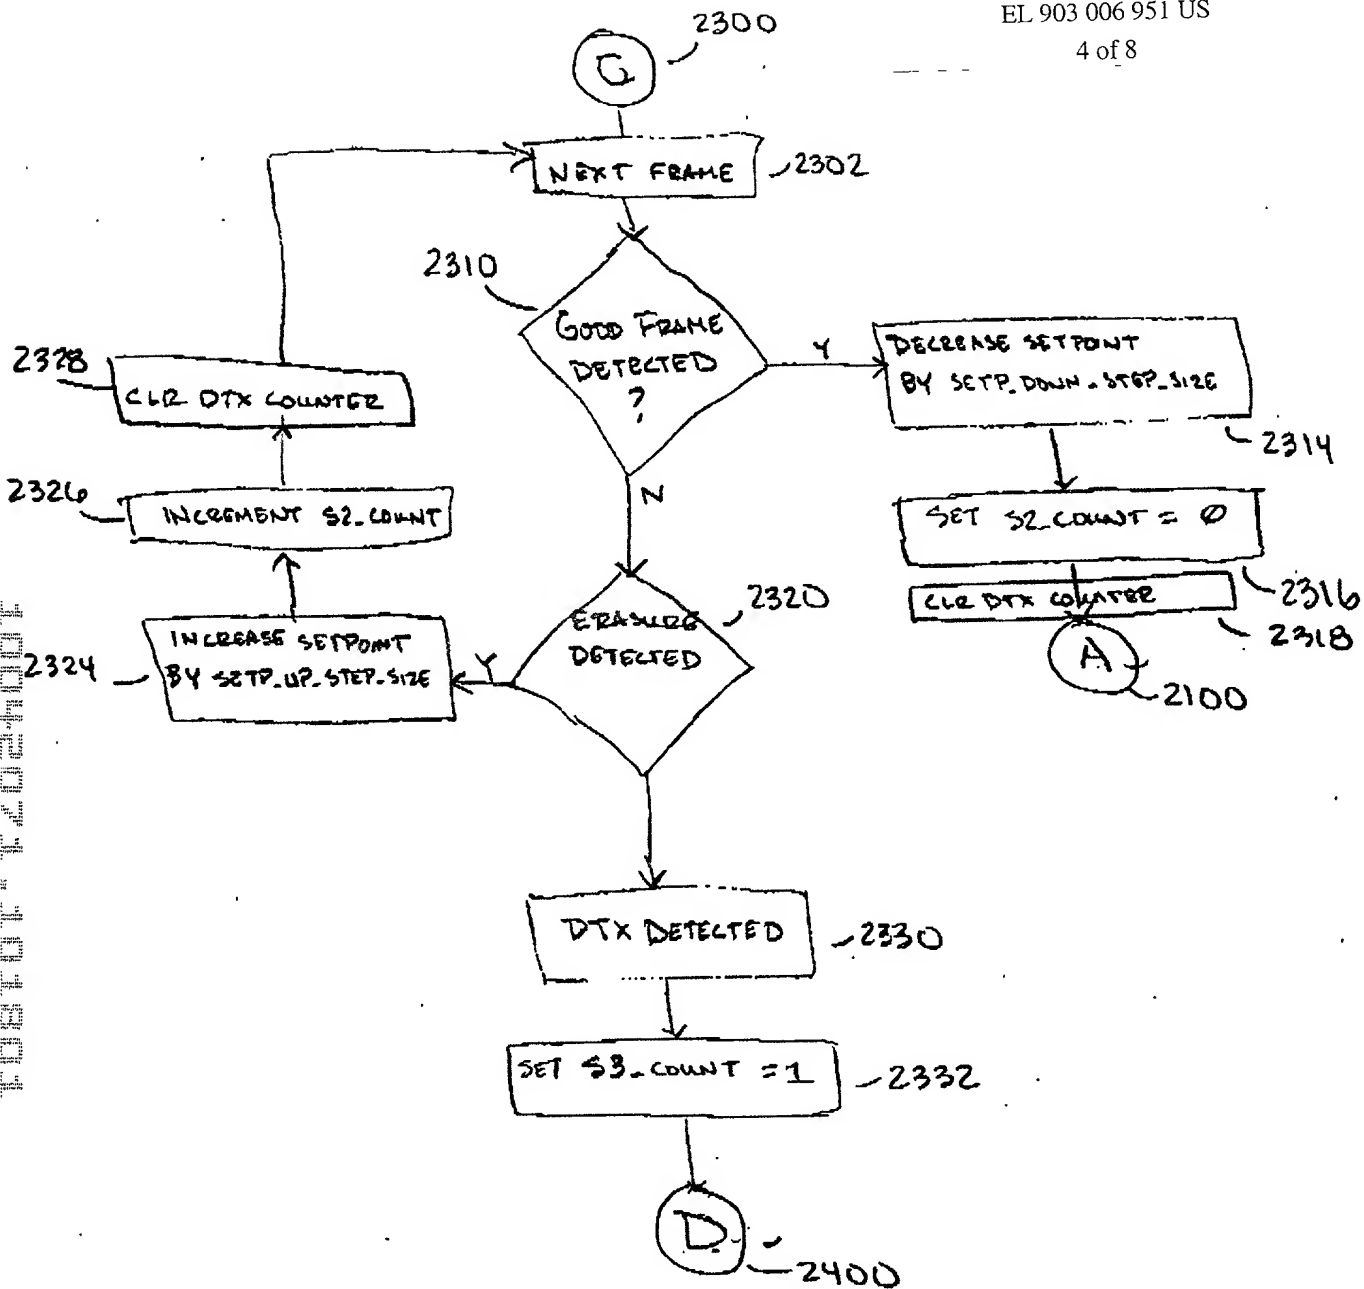 EL 903 006 951 US
4 of 8
2300
C
NEXT FRAME
2302
2310
GOOD FRAME
DETECTED
?
Y
DECREASE SETPOINT
BY SETP_DOWN_STEP_SIZE
2314
2328
CLR DTX COUNTER
2326
INCREMENT S2_COUNT
N
SET S2_COUNT = 0
2316
CLR DTX COUNTER
2318
A
2100
2320
ERASURE
DETECTED
Y
INCREASE SETPOINT
BY SETP_UP_STEP_SIZE
2324
DTX DETECTED
2330
SET S3_COUNT = 1
2332
D
2400